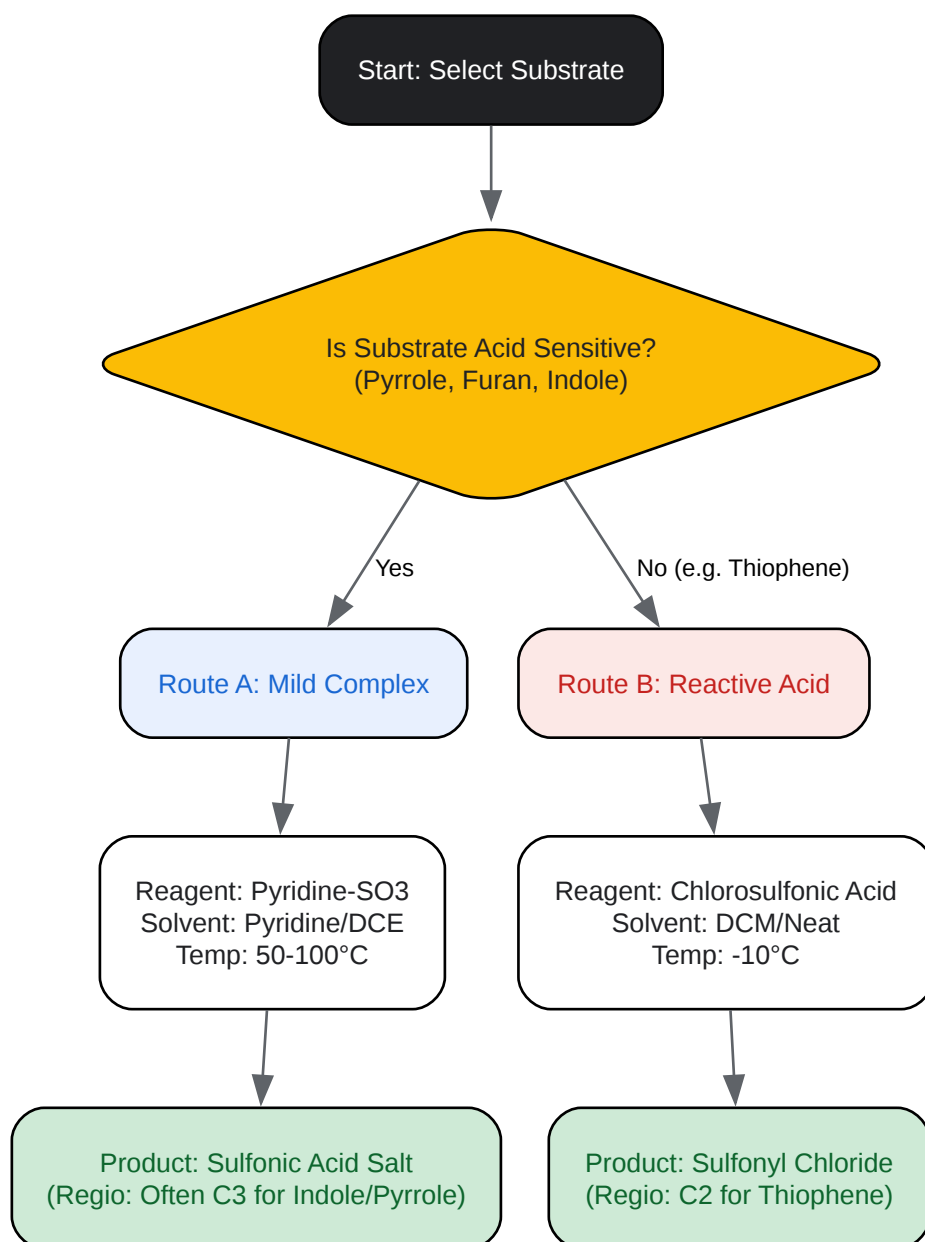 Start: Select Substrate
Is Substrate Acid Sensitive?
(Pyrrole, Furan, Indole)
Yes
No (e.g. Thiophene)
Route A: Mild Complex
Route B: Reactive Acid
Reagent: Pyridine-SO3
Solvent: Pyridine/DCE
Temp: 50-100°C
Reagent: Chlorosulfonic Acid
Solvent: DCM/Neat
Temp: -10°C
Product: Sulfonic Acid Salt
(Regio: Often C3 for Indole/Pyrrole)
Product: Sulfonyl Chloride
(Regio: C2 for Thiophene)